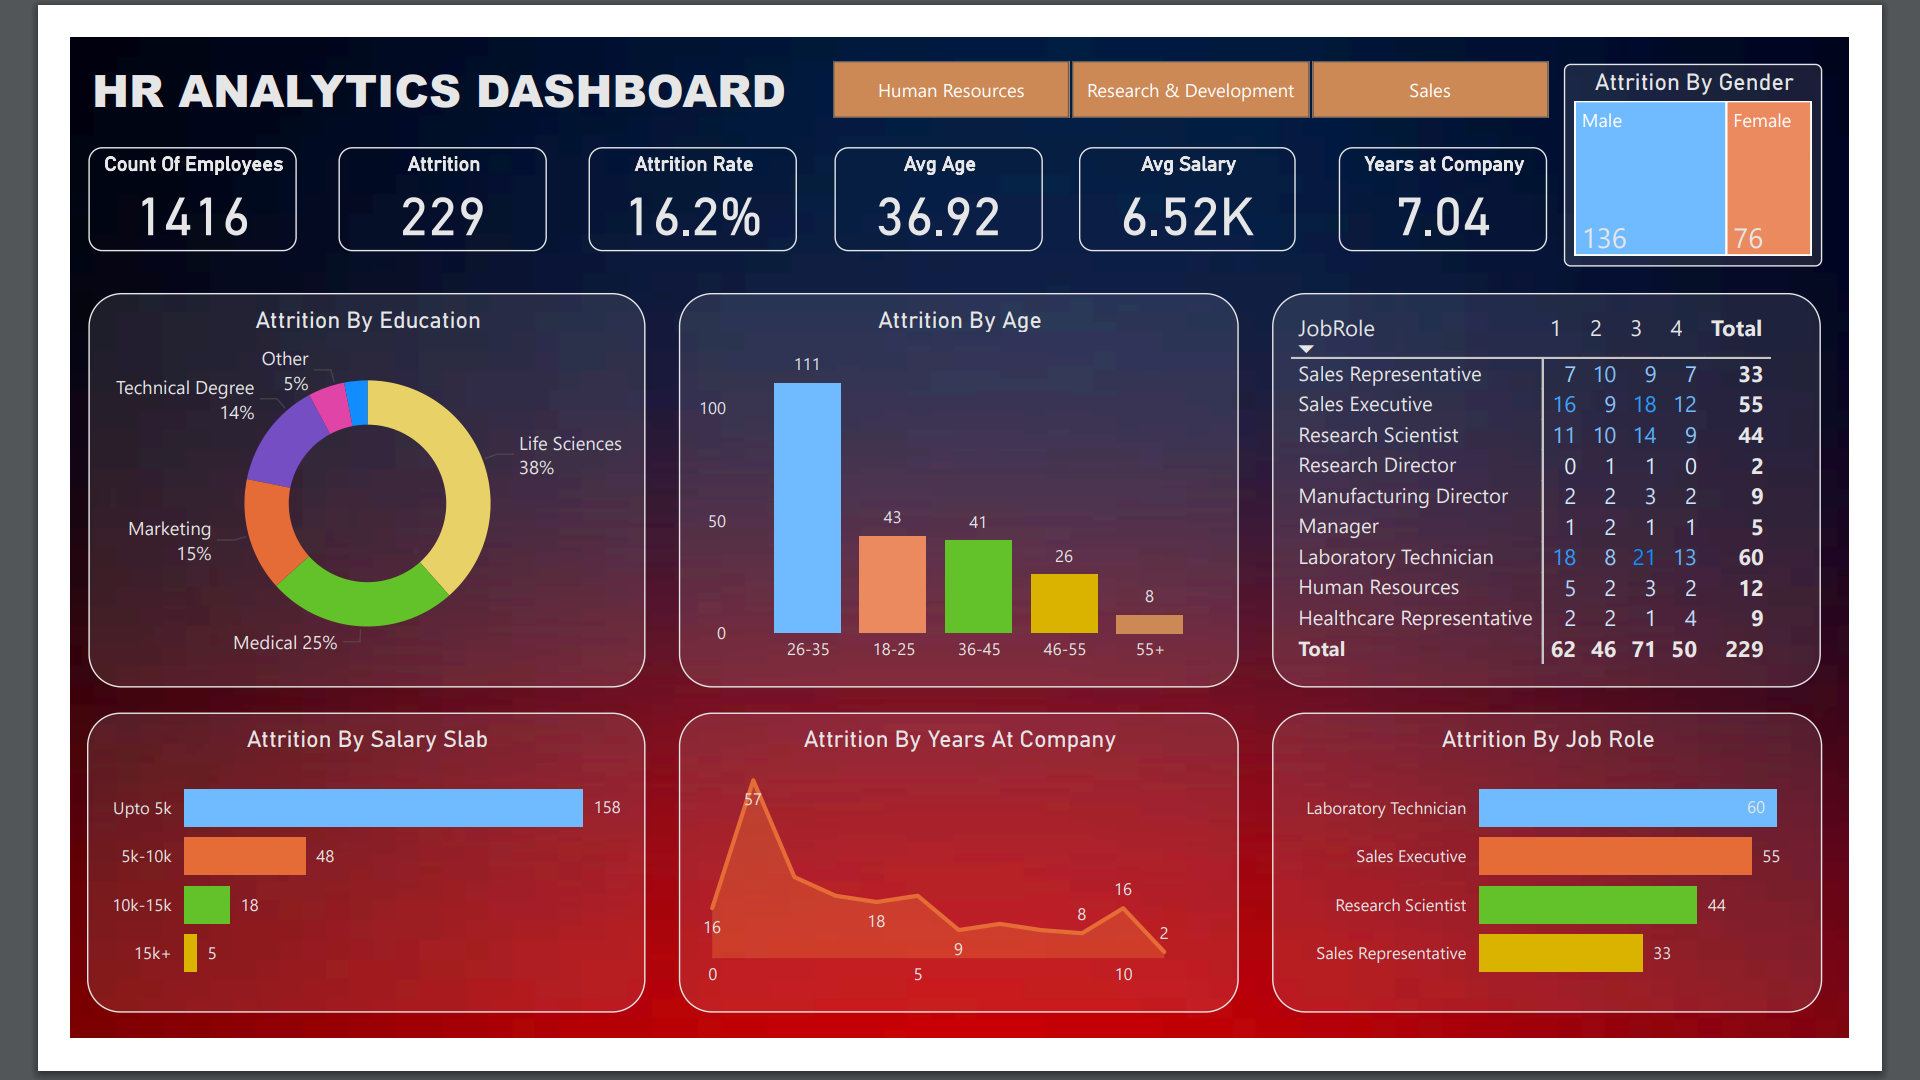 HR ANALYTICS DASHBOARD
Human Resources
Research & Development
Sales
Attrition By Gender
Male
Female
136
76
Count Of Employees
1416
Attrition
229
Attrition Rate
16.2%
Avg Age
36.92
Avg Salary
6.52K
Years at Company
7.04
Attrition By Education
Other
5%
Technical Degree
14%
Life Sciences
38%
Marketing
15%
Medical 25%
Attrition By Age
111
100
43
41
50
26
8
0
26-35 18-25 36-45 46-55 55+
JobRole 1 2 3 4 Total
Sales Representative 7 10 9 7 33
Sales Executive 16 9 18 12 55
Research Scientist 11 10 14 9 44
Research Director 0 1 1 0 2
Manufacturing Director 2 2 3 2 9
Manager 1 2 1 1 5
Laboratory Technician 18 8 21 13 60
Human Resources 5 2 3 2 12
Healthcare Representative 2 2 1 4 9
Total 62 46 71 50 229
Attrition By Salary Slab
Upto 5k 158
5k-10k 48
10k-15k 18
15k+ 5
Attrition By Years At Company
57
16
18
9
8
16
2
0 5 10
Attrition By Job Role
Laboratory Technician 60
Sales Executive 55
Research Scientist 44
Sales Representative 33